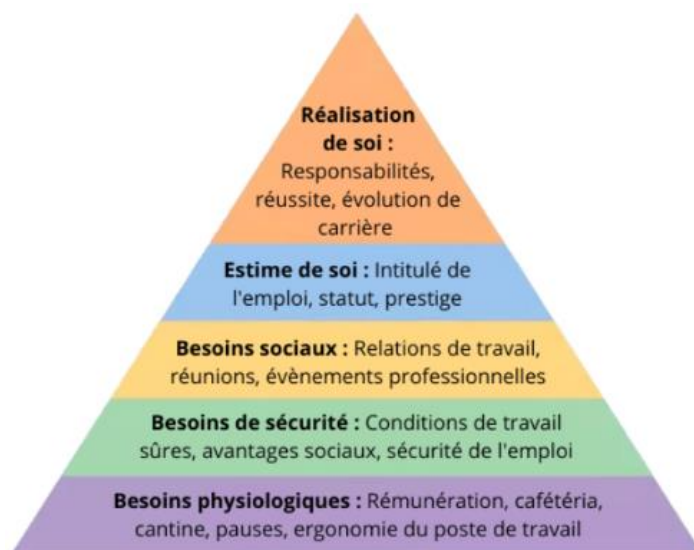 Réalisation
de soi :
Responsabilités,
réussite, évolution de
carrière
Estime de soi : Intitulé de
l'emploi, statut, prestige
Besoins sociaux : Relations de travail,
réunions, évènements professionnelles
Besoins de sécurité : Conditions de travail
sûres, avantages sociaux, sécurité de l'emploi
Besoins physiologiques : Rémunération, cafétéria,
cantine, pauses, ergonomie du poste de travail